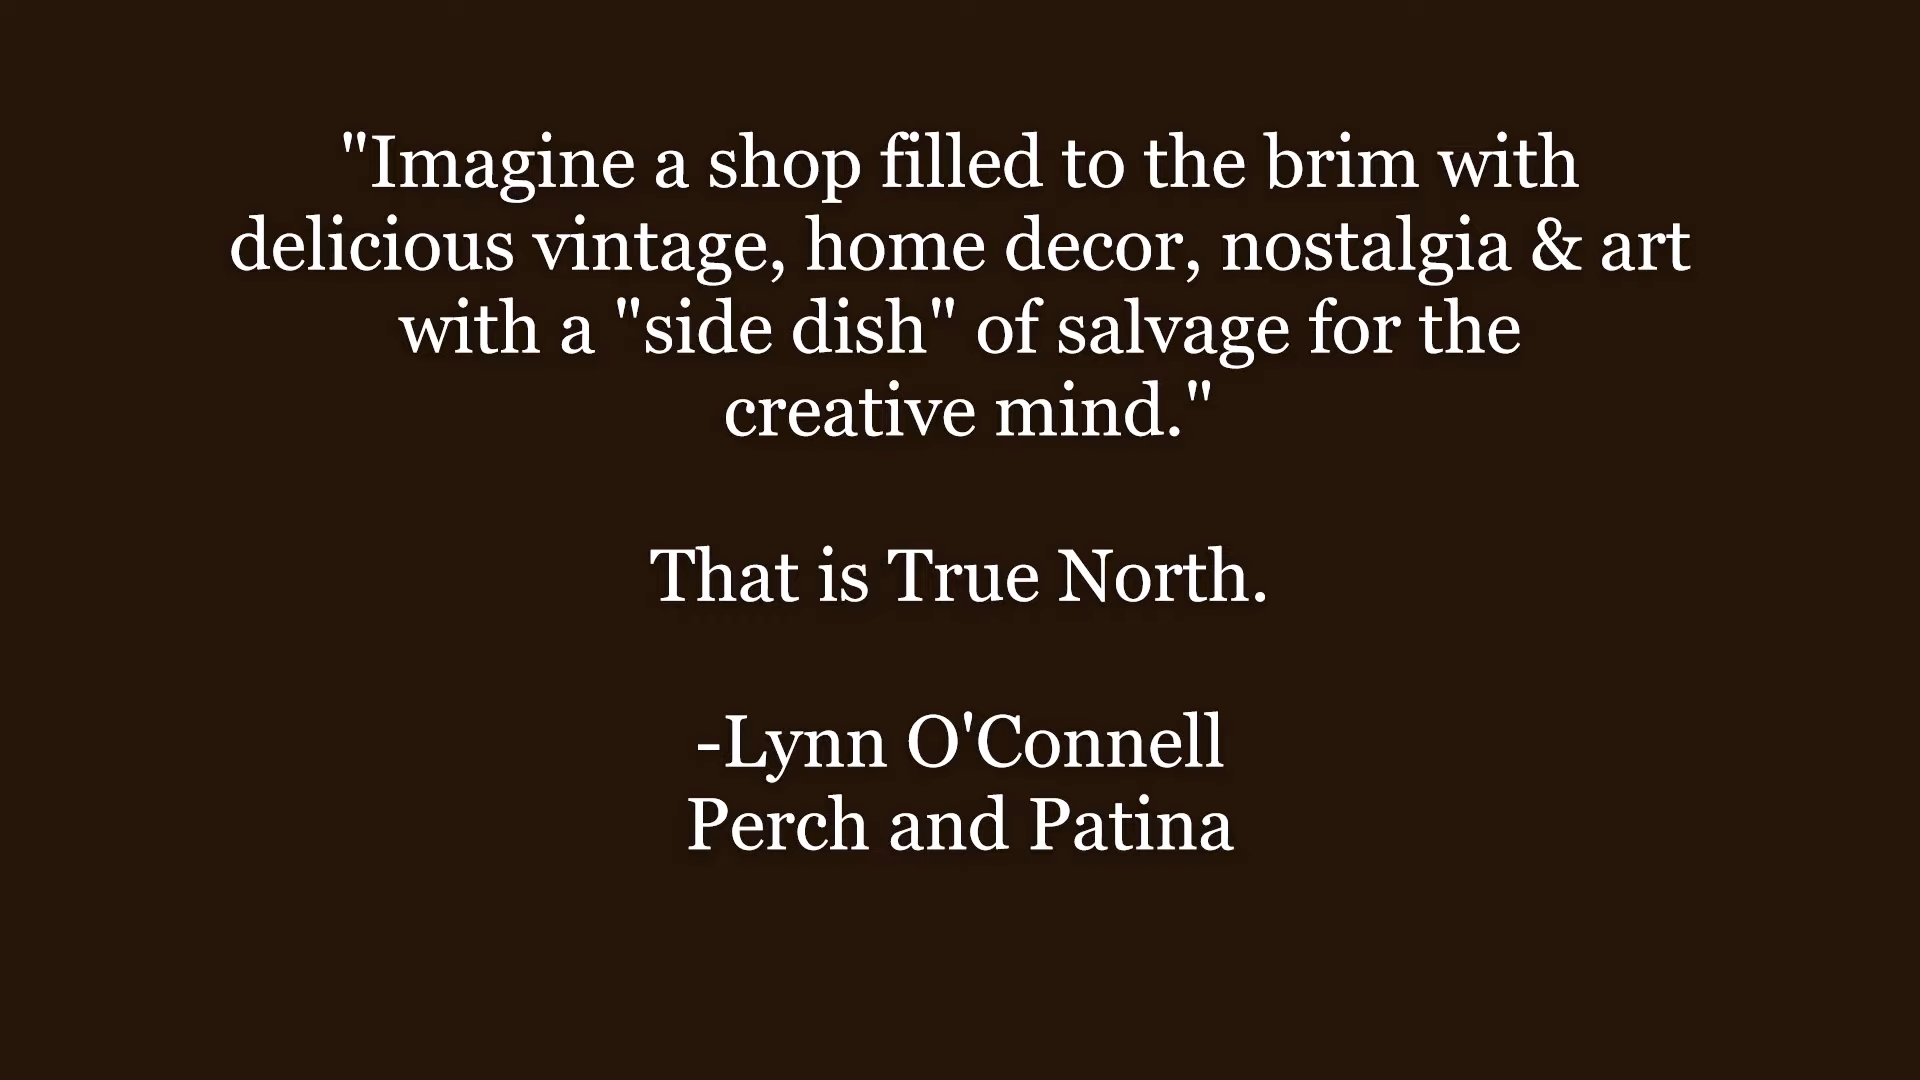 "Imagine a shop filled to the brim with
delicious vintage, home decor, nostalgia & art
with a "side dish" of salvage for the
creative mind."
That is True North.
-Lynn O'Connell
Perch and Patina